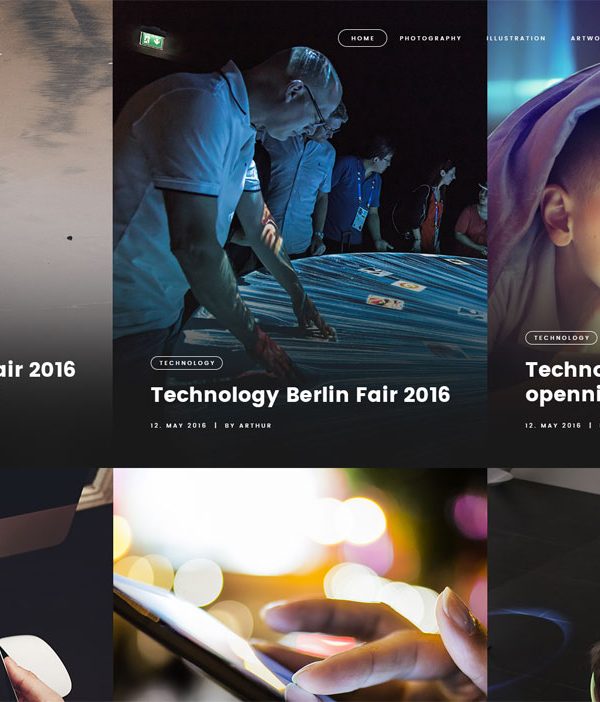 HOME PHOTOGRAPHY ILLUSTRATION ARTWO
TECHNOLOGY
air 2016
Technology Berlin Fair 2016
12. MAY 2016 | BY ARTHUR
TECHNOLOGY
Techno
openni
12. MAY 2016 |